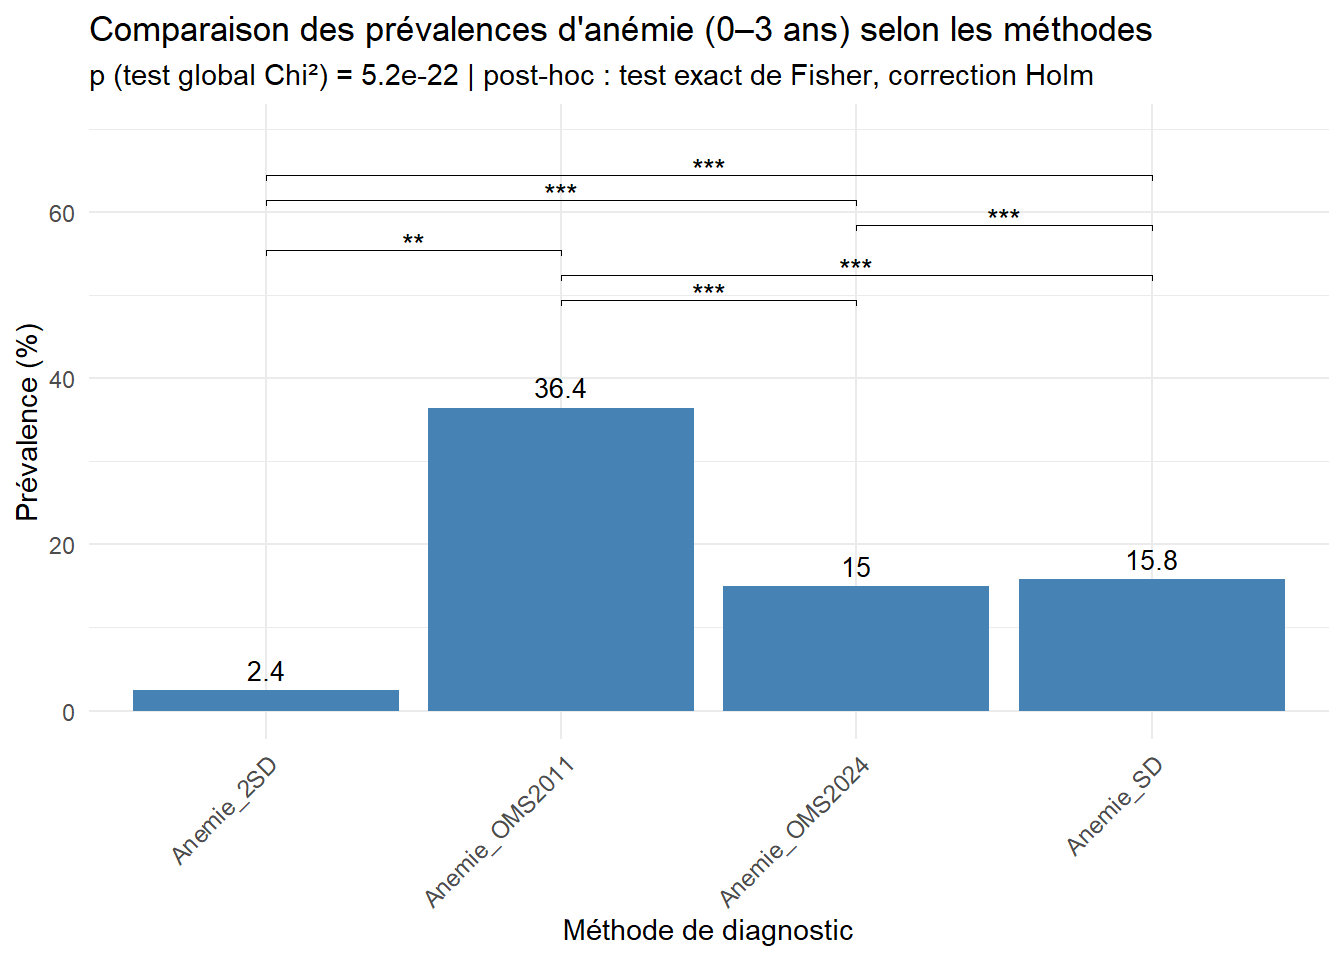 Comparaison des prévalences d'anémie (0–3 ans) selon les méthodes
p (test global Chi²) = 5.2e-22 | post-hoc : test exact de Fisher, correction Holm
***
***
***
**
***
***
Prévalence (%)
60
40
20
0
2.4
36.4
15
15.8
Anemie_2SD
Anemie_OMS2011
Anemie_OMS2024
Anemie_SD
Méthode de diagnostic